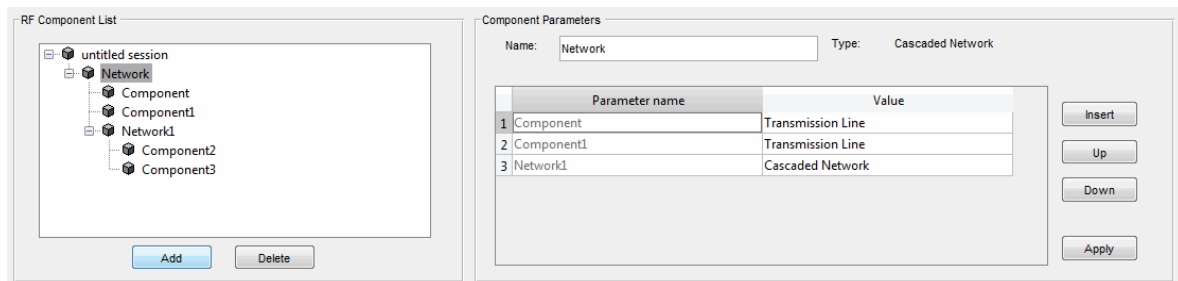 RF Component List
untitled session
Network
Component
Component1
Network1
Component2
Component3
Add Delete
Component Parameters
Name: Network Type: Cascaded Network
Parameter name Value
1 Component Transmission Line
2 Component1 Transmission Line
3 Network1 Cascaded Network
Insert
Up
Down
Apply